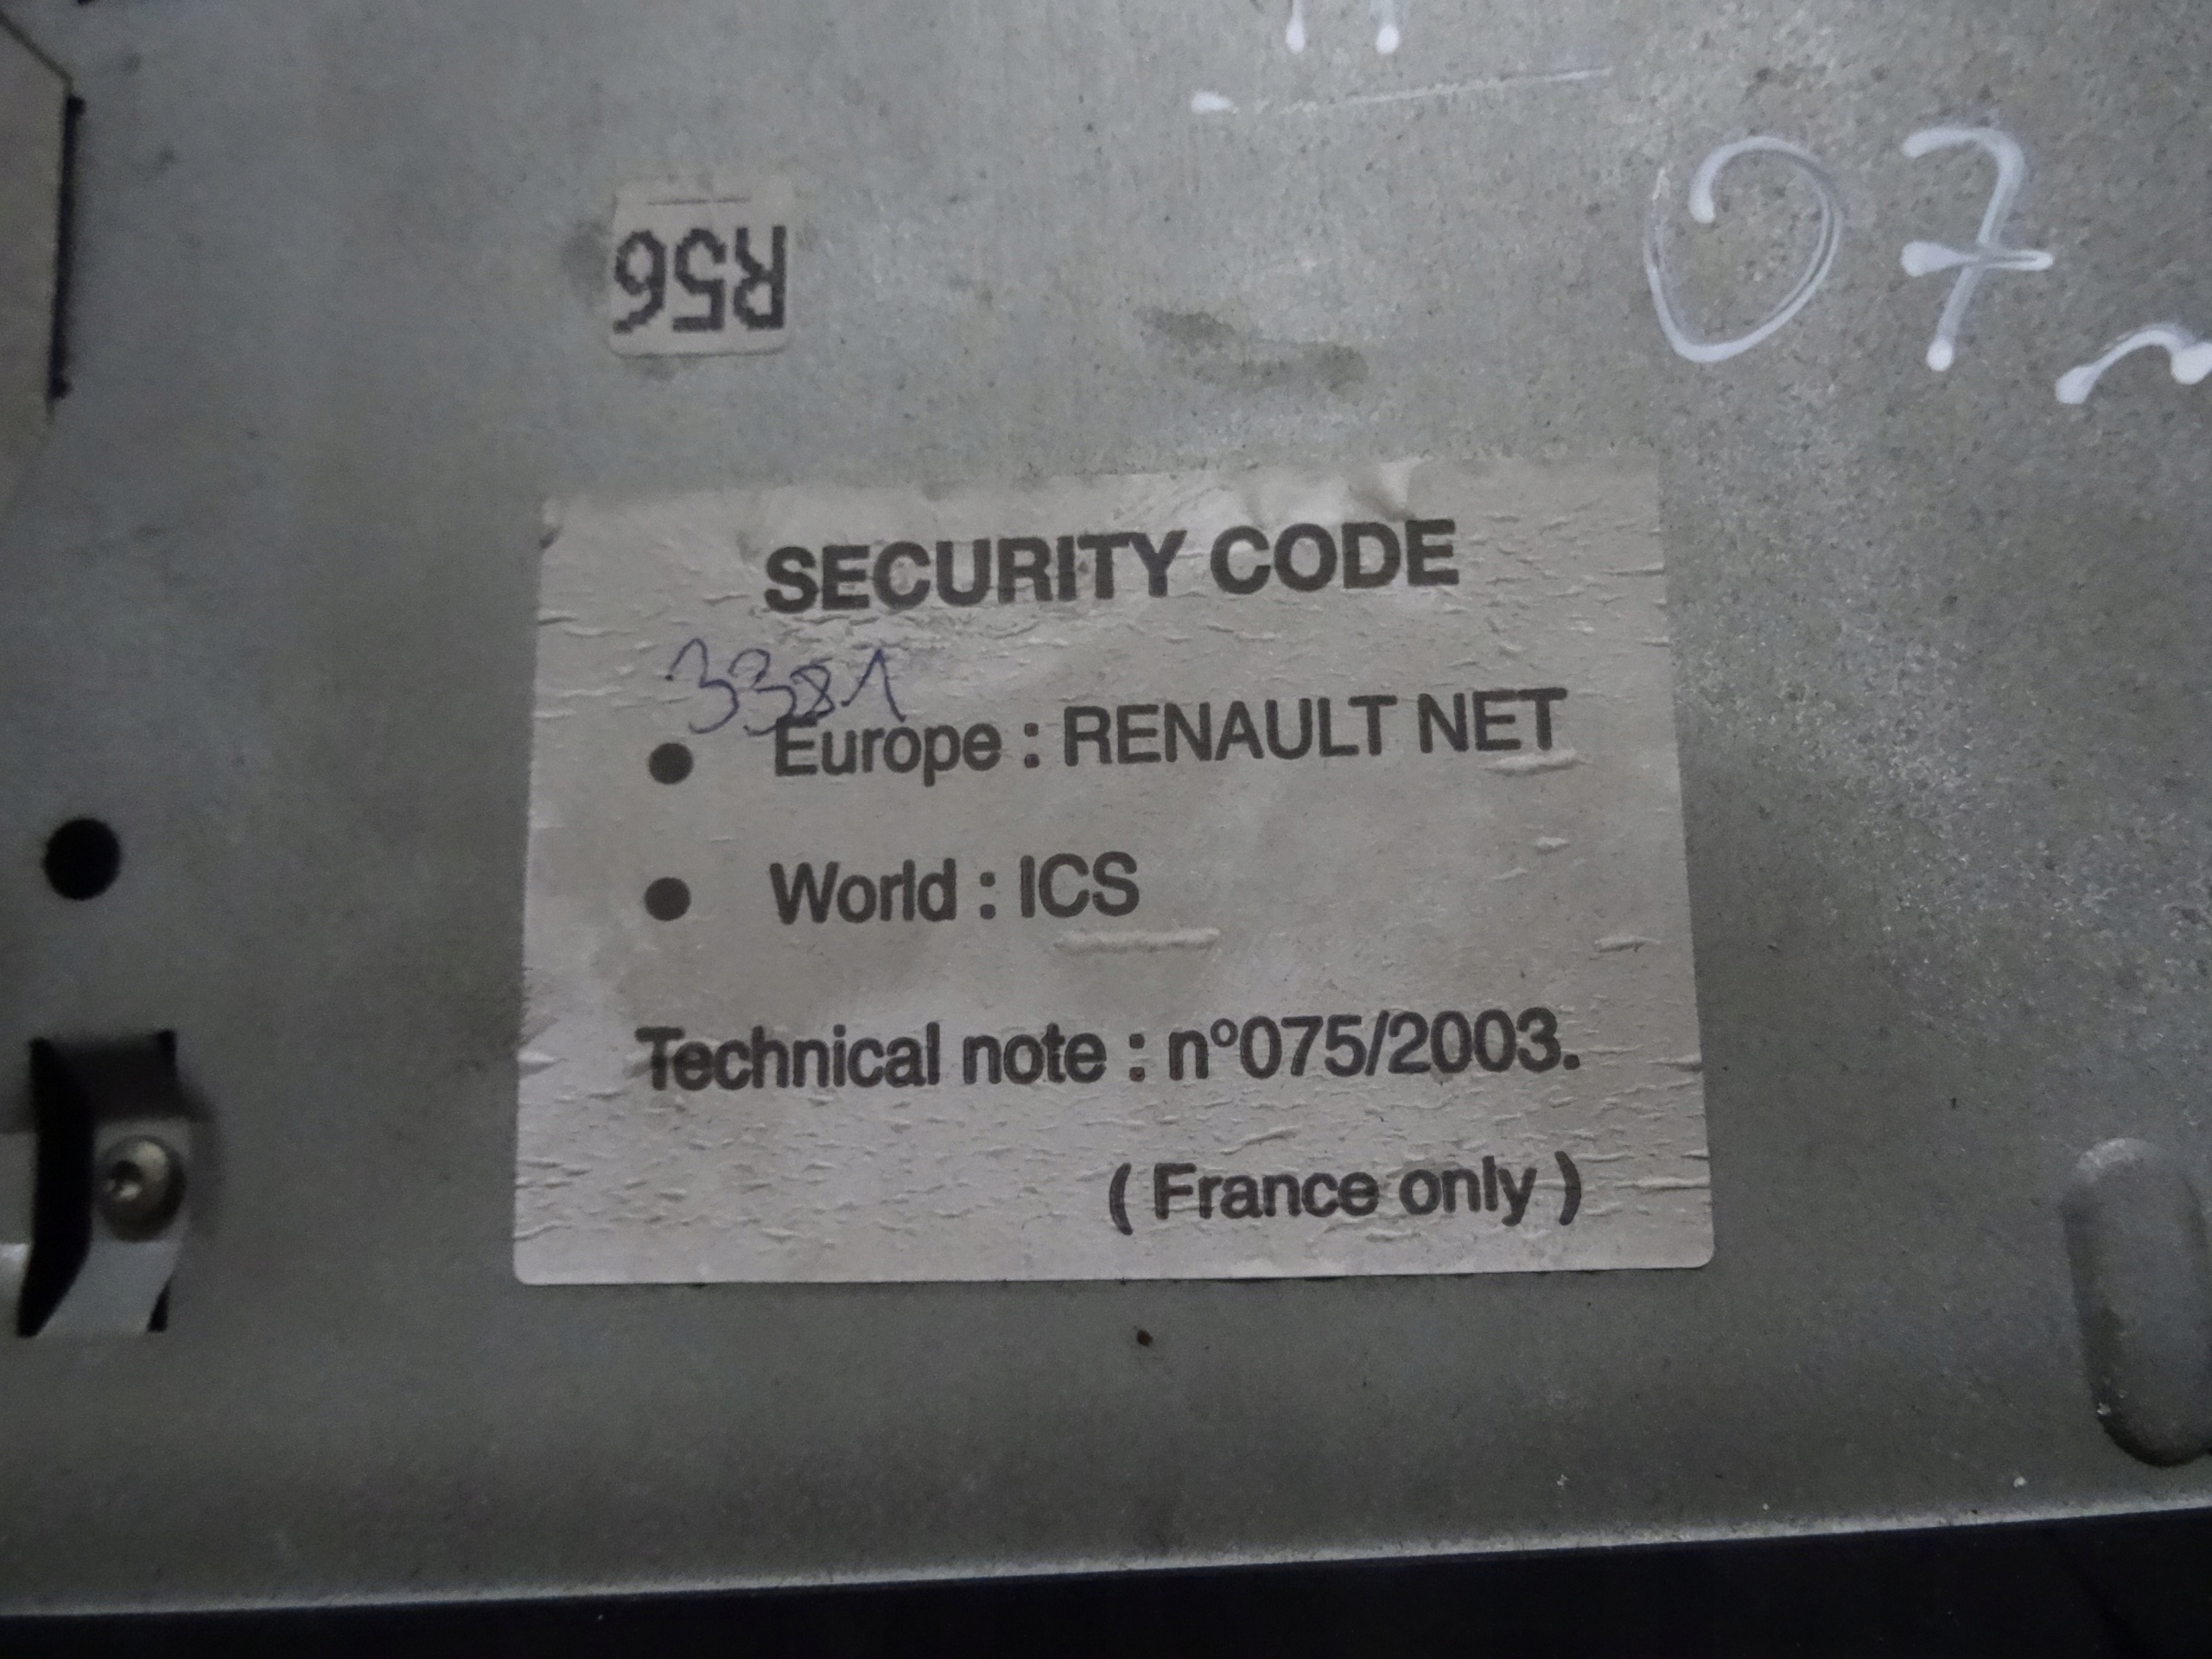 07
R56
SECURITY CODE
3381
● Europe : RENAULT NET
● World : ICS
Technical note : n°075/2003.
( France only )